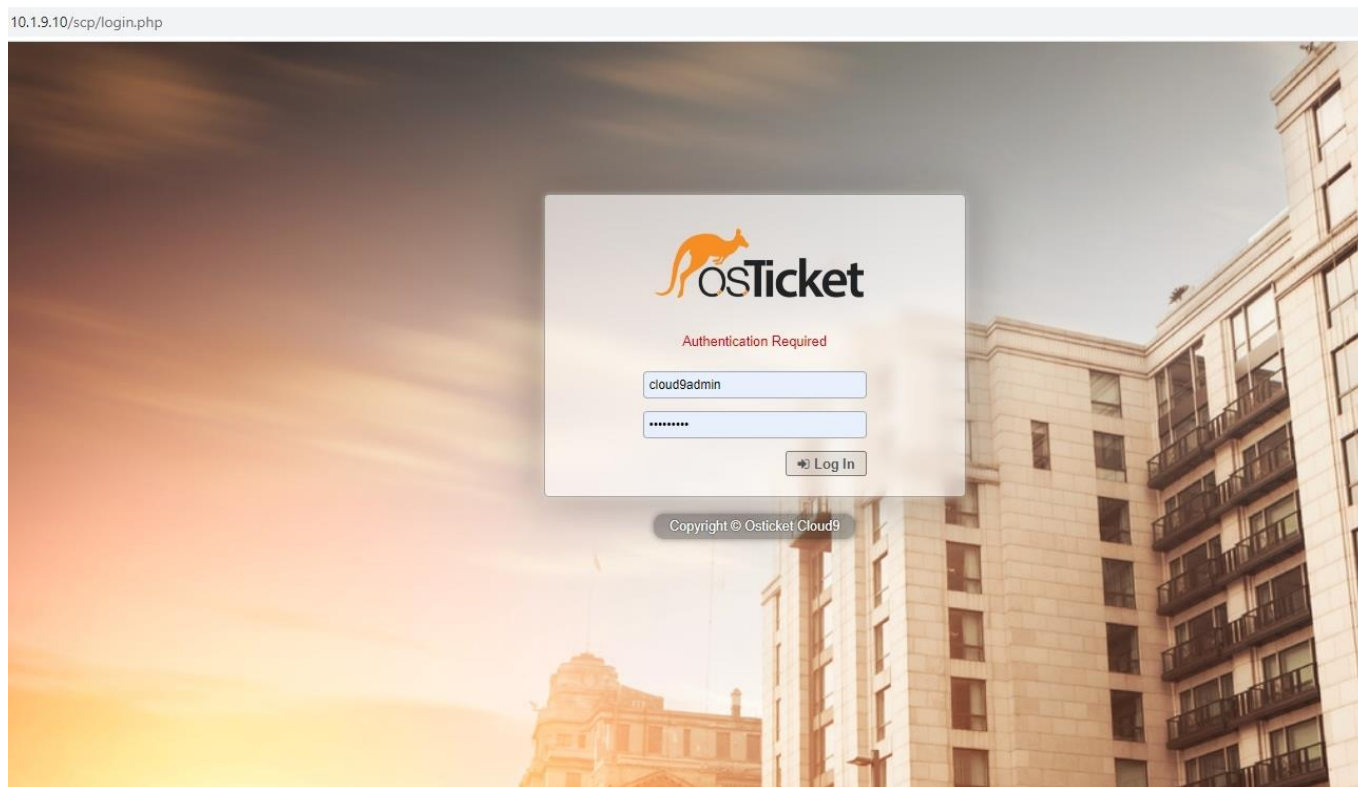 10.1.9.10/scp/login.php
osTicket
Authentication Required
cloud9admin
•••••••••
Log In
Copyright © Osticket Cloud9